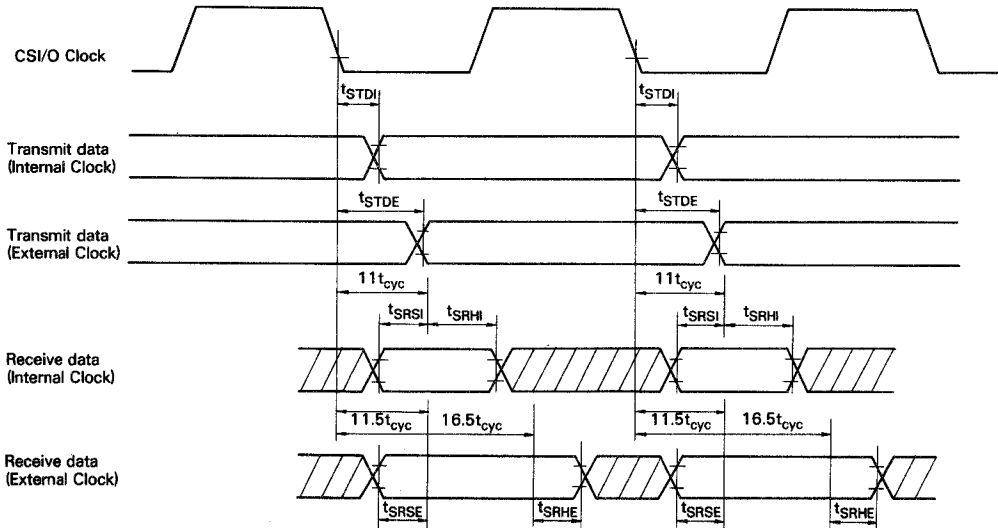 CSI/O Clock
tSTDI tSTDI
Transmit data
(Internal Clock)
tSTDE tSTDE
Transmit data
(External Clock)
11tcyc 11tcyc
tSRSI tSRHI tSRSI tSRHI
Receive data
(Internal Clock)
11.5tcyc 16.5tcyc 11.5tcyc 16.5tcyc
Receive data
(External Clock)
tSRSE tSRHE tSRSE tSRHE